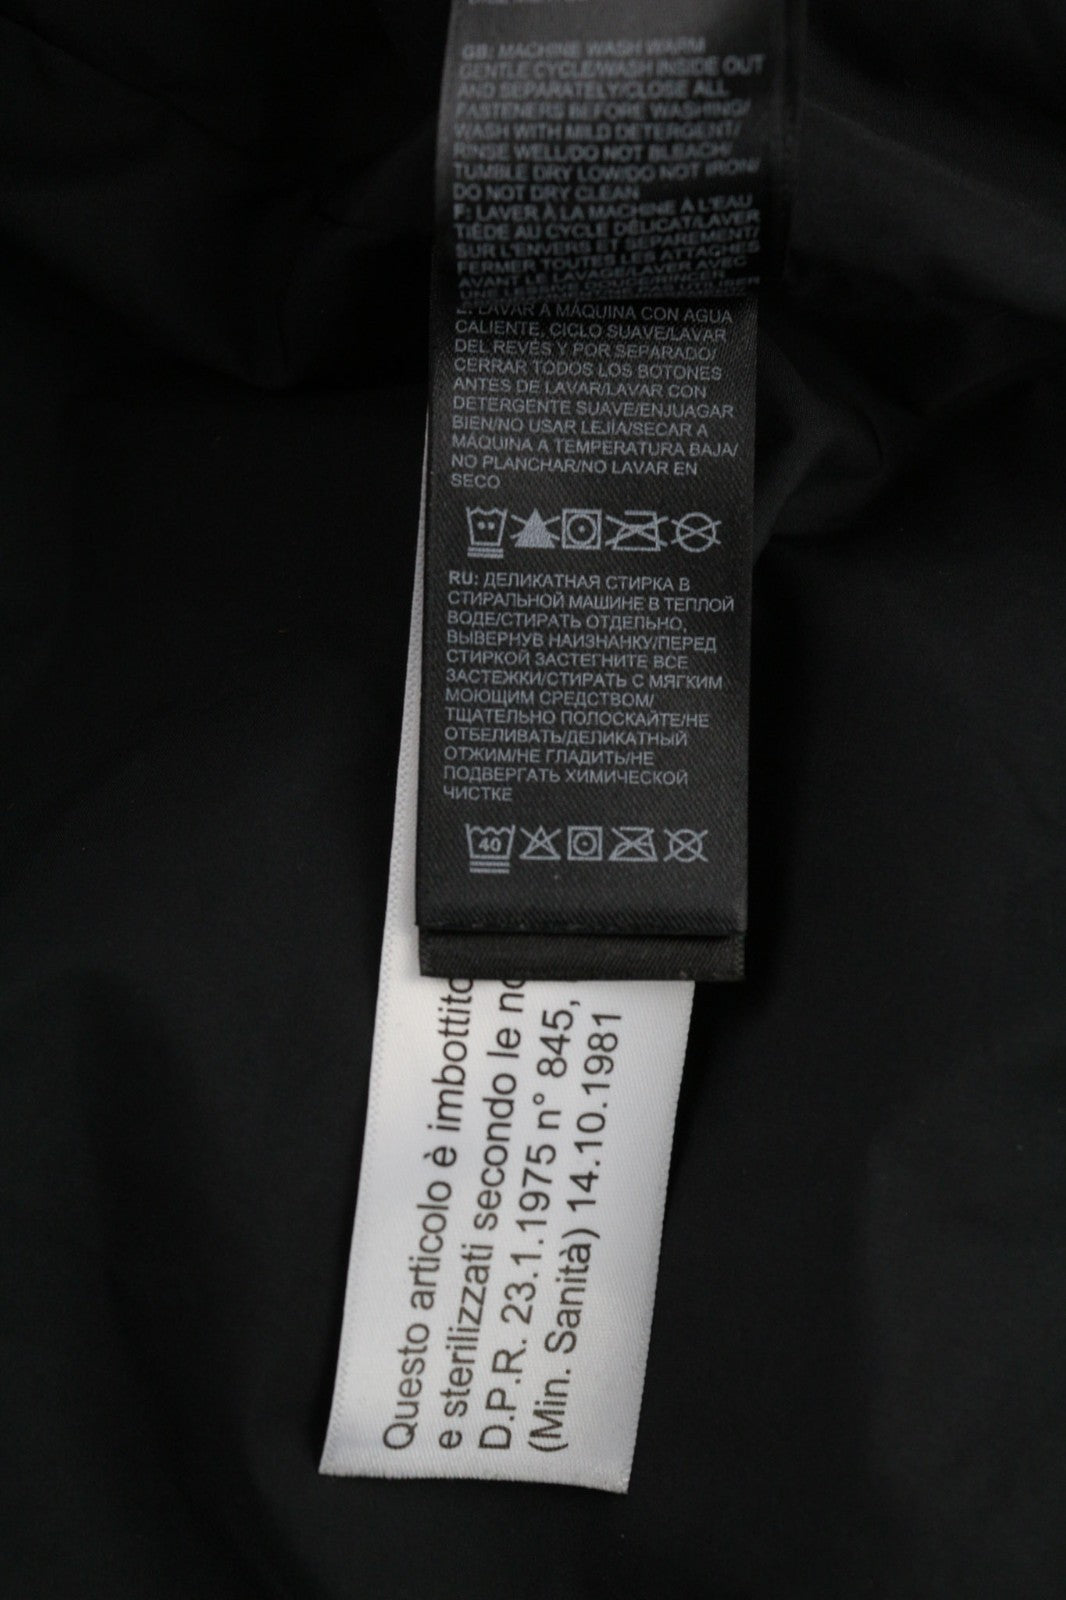 GB: MACHINE WASH WARM
GENTLE CYCLE/WASH INSIDE OUT
AND SEPARATELY/CLOSE ALL
FASTENERS BEFORE WASHING/
WASH WITH MILD DETERGENT/
RINSE WELL/DO NOT BLEACH/
TUMBLE DRY LOW/DO NOT IRON/
DO NOT DRY CLEAN
F: LAVER À LA MACHINE À L'EAU
TIÈDE AU CYCLE DÉLICAT/LAVER
SUR L'ENVERS ET SÉPAREMENT/
FERMER TOUTES LES ATTACHES
AVANT LE LAVAGE/LAVER AVEC
E: LAVAR A MÁQUINA CON AGUA
CALIENTE, CICLO SUAVE/LAVAR
DEL REVÉS Y POR SEPARADO/
CERRAR TODOS LOS BOTONES
ANTES DE LAVAR/LAVAR CON
DETERGENTE SUAVE/ENJUAGAR
BIEN/NO USAR LEJÍA/SECAR A
MÁQUINA A TEMPERATURA BAJA/
NO PLANCHAR/NO LAVAR EN
SECO
RU: ДЕЛИКАТНАЯ СТИРКА В
СТИРАЛЬНОЙ МАШИНЕ В ТЕПЛОЙ
ВОДЕ/СТИРАТЬ ОТДЕЛЬНО,
ВЫВЕРНУВ НАИЗНАНКУ/ПЕРЕД
СТИРКОЙ ЗАСТЕГНИТЕ ВСЕ
ЗАСТЕЖКИ/СТИРАТЬ С МЯГКИМ
МОЮЩИМ СРЕДСТВОМ/
ТЩАТЕЛЬНО ПОЛОСКАЙТЕ/НЕ
ОТБЕЛИВАТЬ/ДЕЛИКАТНЫЙ
ОТЖИМ/НЕ ГЛАДИТЬ/НЕ
ПОДВЕРГАТЬ ХИМИЧЕСКОЙ
ЧИСТКЕ
40
Questo articolo è imbottito
e sterilizzati secondo le no
D.P.R. 23.1.1975 n° 845,
(Min. Sanità) 14.10.1981